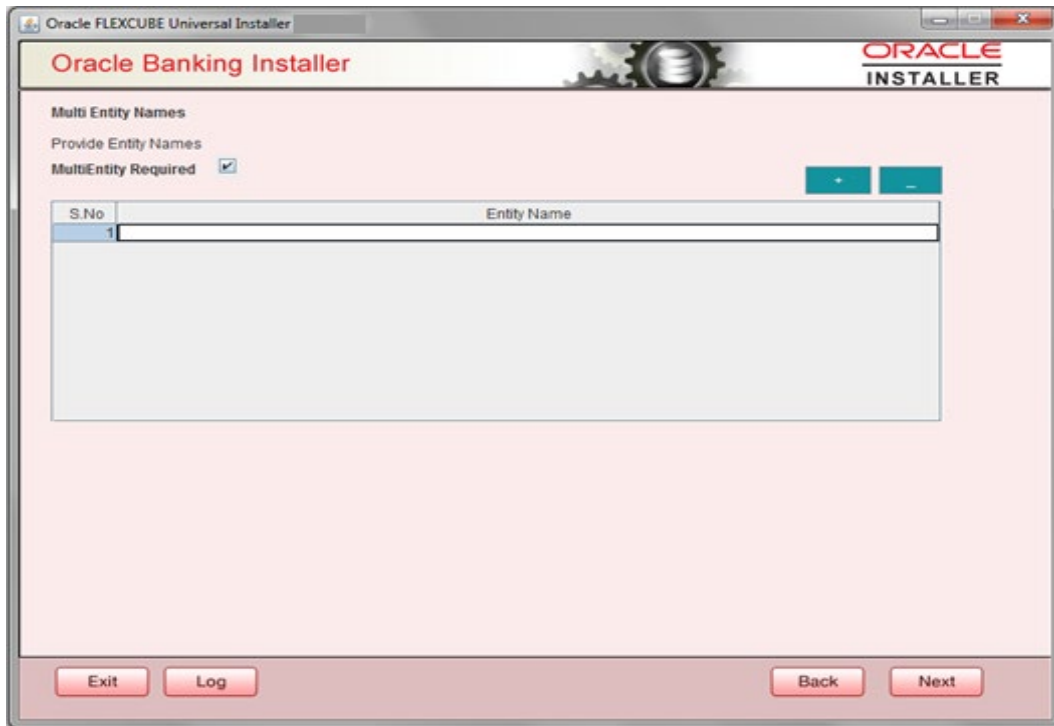 Oracle FLEXCUBE Universal Installer
Oracle Banking Installer
ORACLE
INSTALLER
Multi Entity Names
Provide Entity Names
MultiEntity Required
+ _
S.No Entity Name
1
Exit Log Back Next